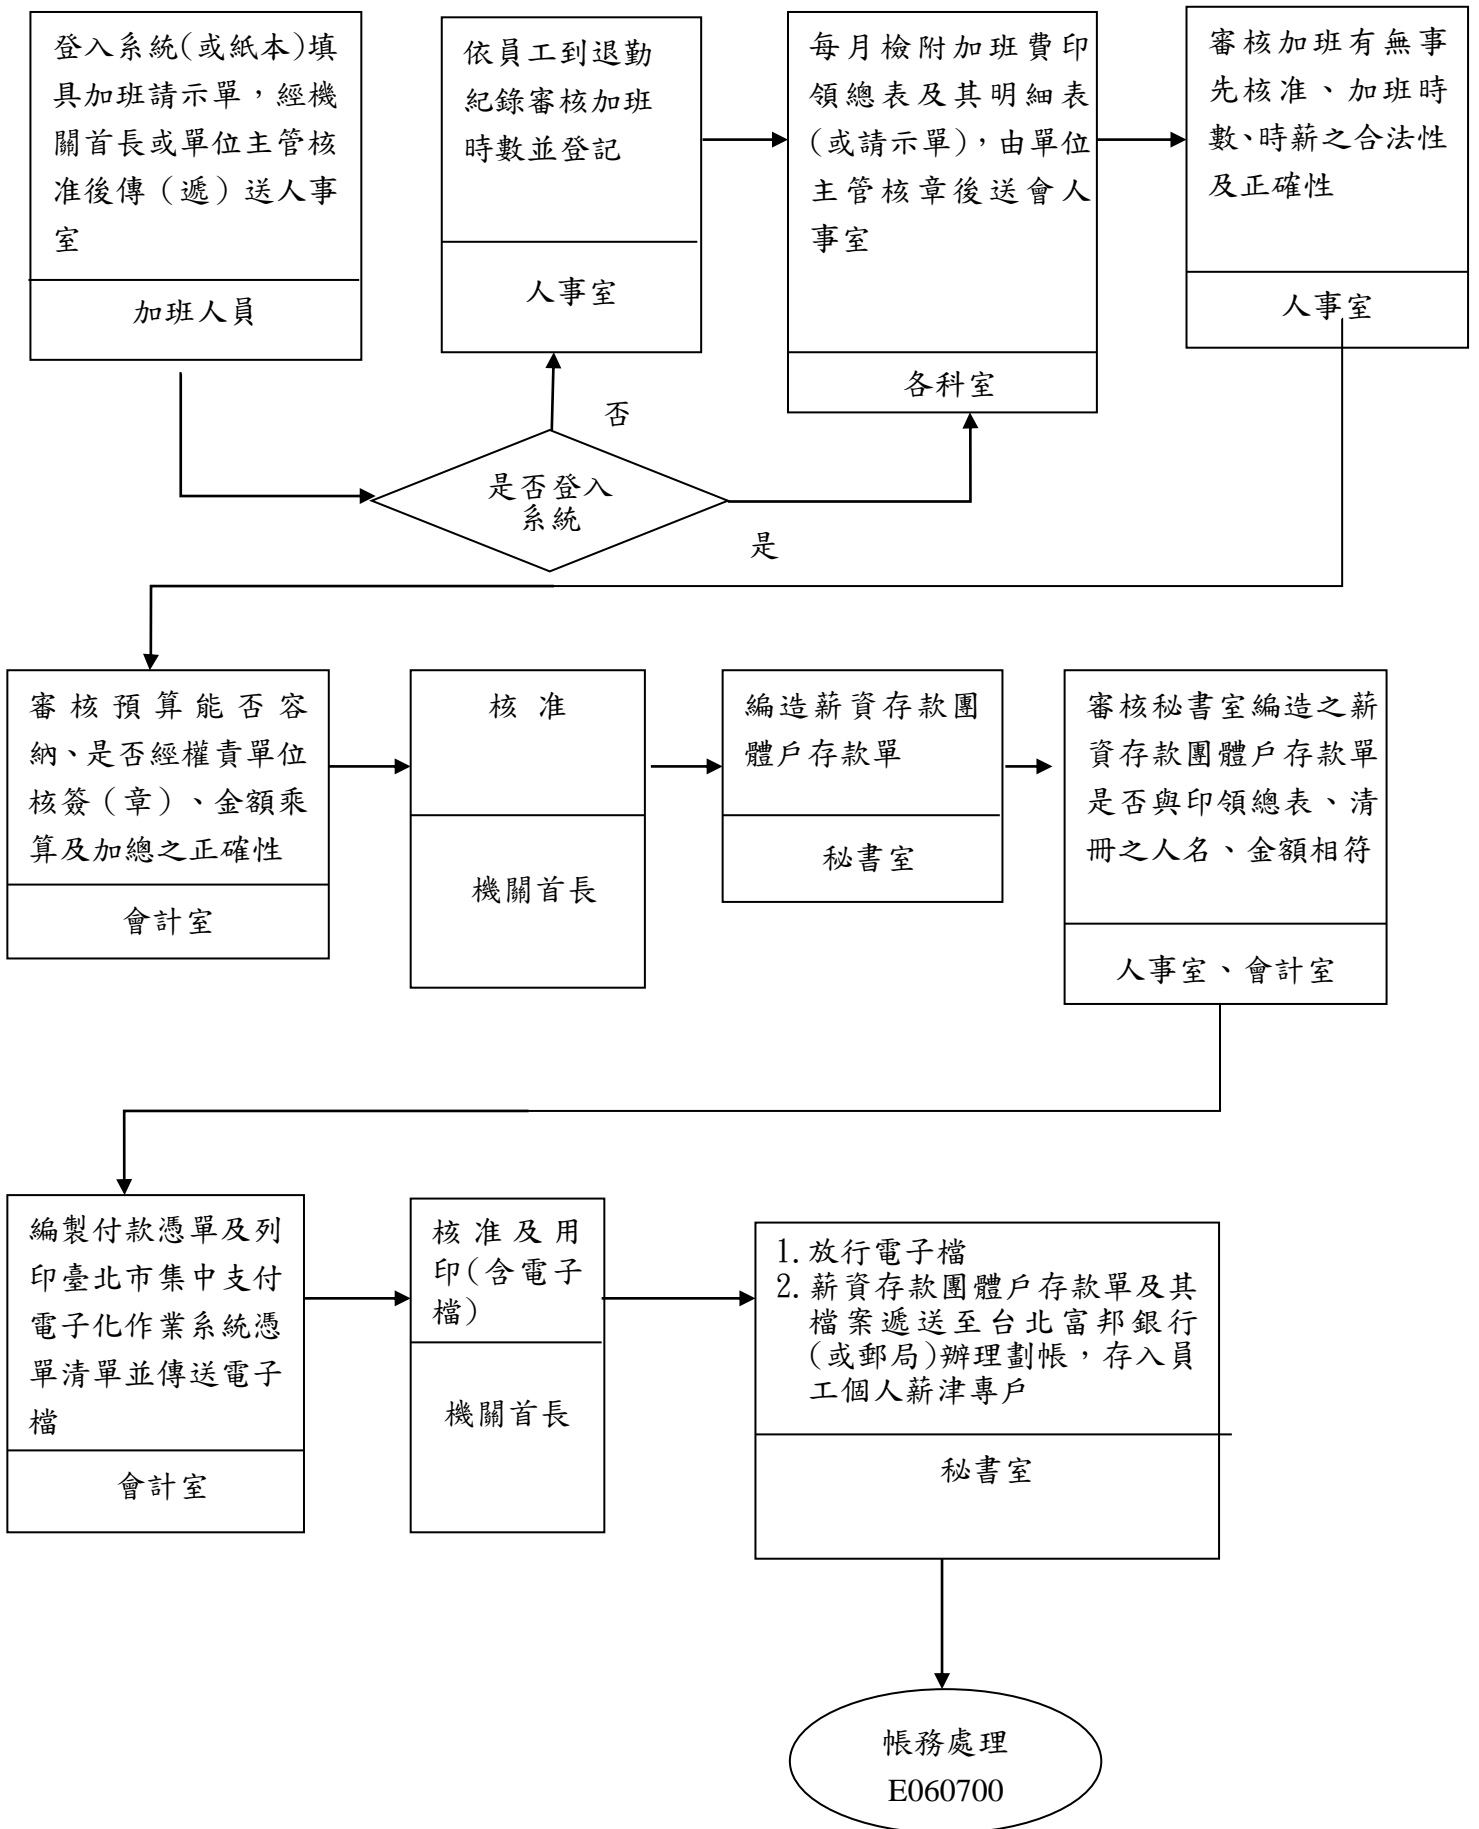 登入系統(或紙本)填
具加班請示單，經機
關首長或單位主管核
准後傳（遞）送人事
室
加班人員
依員工到退勤
紀錄審核加班
時數並登記
人事室
每月檢附加班費印
領總表及其明細表
(或請示單)，由單位
主管核章後送會人
事室
各科室
審核加班有無事
先核准、加班時
數、時薪之合法性
及正確性
人事室
否
是否登入
系統
是
審核預算能否容
納、是否經權責單位
核簽（章）、金額乘
算及加總之正確性
會計室
核准
機關首長
編造薪資存款團
體戶存款單
秘書室
審核秘書室編造之薪
資存款團體戶存款單
是否與印領總表、清
冊之人名、金額相符
人事室、會計室
編製付款憑單及列
印臺北市集中支付
電子化作業系統憑
單清單並傳送電子
檔
會計室
核准及用
印(含電子
檔)
機關首長
1.放行電子檔
2.薪資存款團體戶存款單及其
檔案遞送至台北富邦銀行
(或郵局)辦理劃帳，存入員
工個人薪津專戶
秘書室
帳務處理
E060700